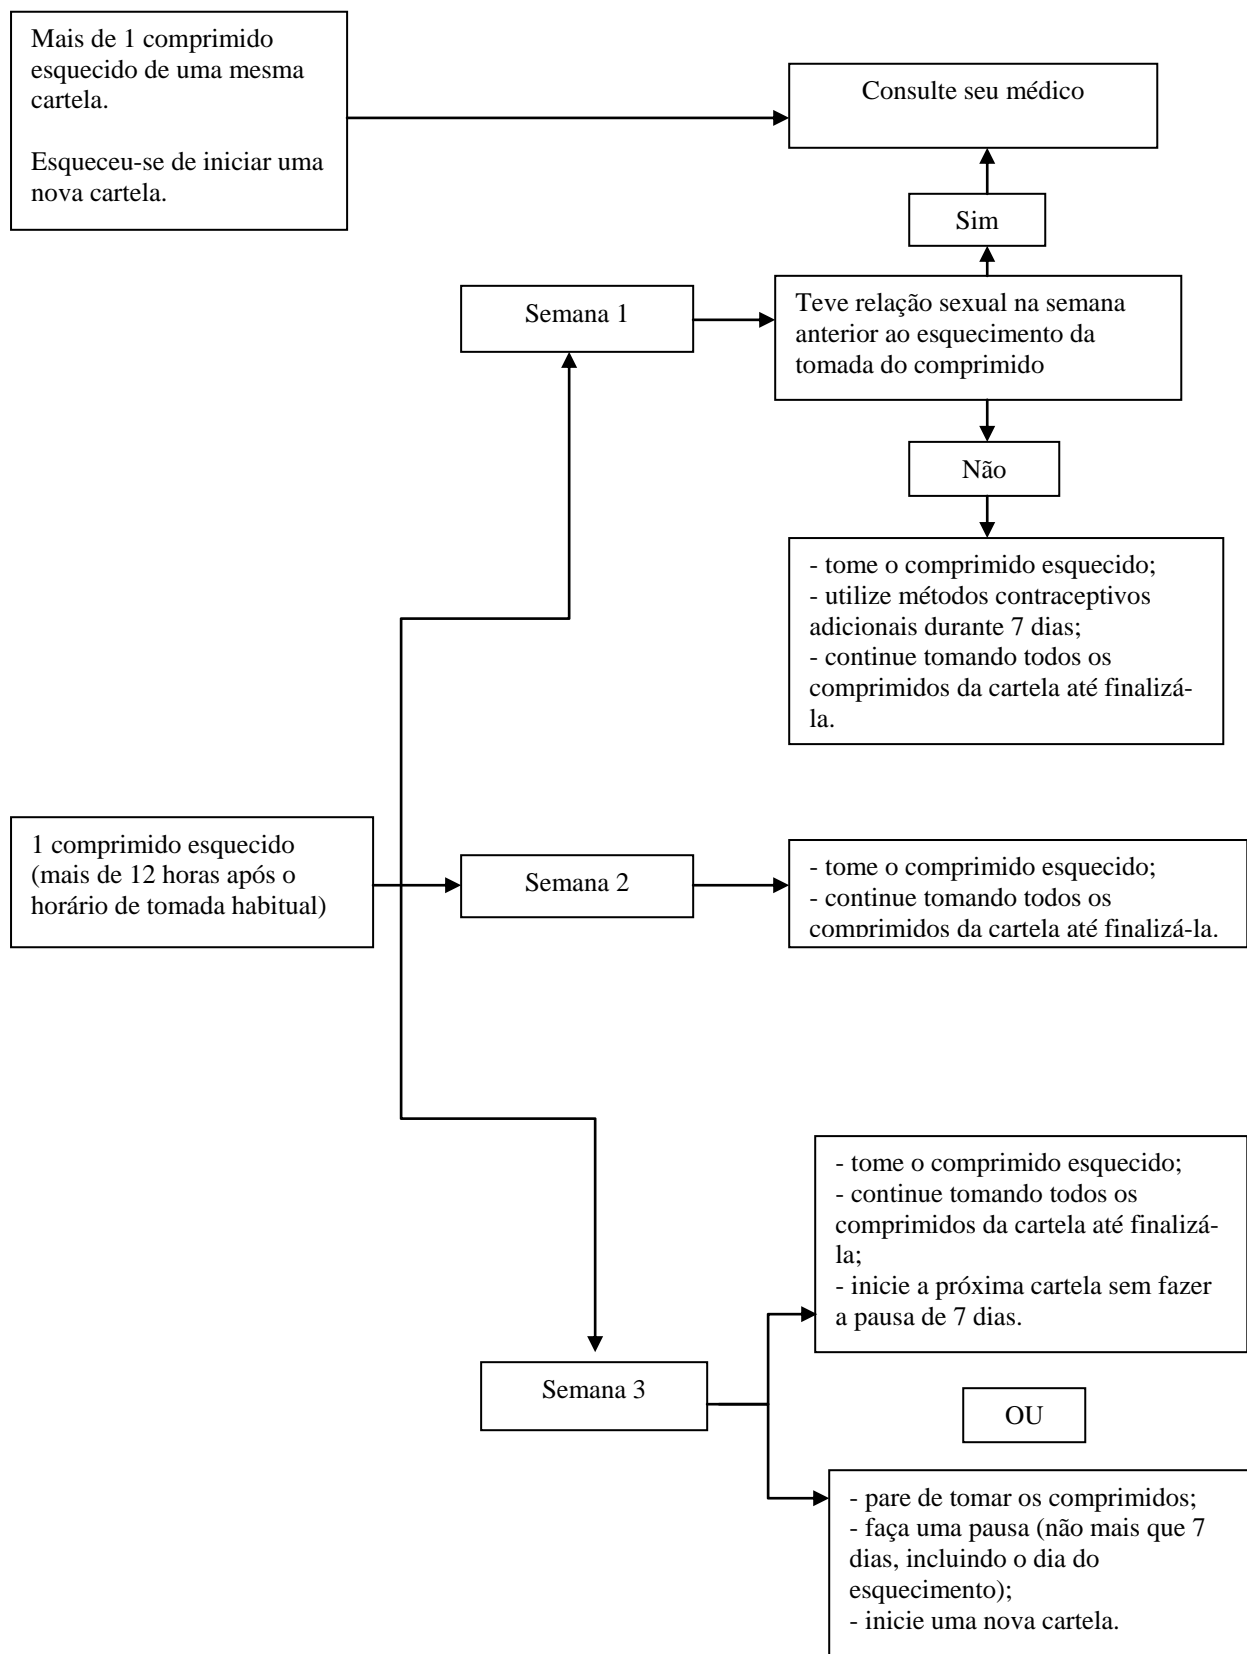 Mais de 1 comprimido
esquecido de uma mesma
cartela.
Esqueceu-se de iniciar uma
nova cartela.
Consulte seu médico
Sim
Semana 1
Teve relação sexual na semana
anterior ao esquecimento da
tomada do comprimido
Não
- tome o comprimido esquecido;
- utilize métodos contraceptivos
adicionais durante 7 dias;
- continue tomando todos os
comprimidos da cartela até finalizá-
la.
1 comprimido esquecido
(mais de 12 horas após o
horário de tomada habitual)
Semana 2
- tome o comprimido esquecido;
- continue tomando todos os
comprimidos da cartela até finalizá-la.
- tome o comprimido esquecido;
- continue tomando todos os
comprimidos da cartela até finalizá-
la;
- inicie a próxima cartela sem fazer
a pausa de 7 dias.
Semana 3
OU
- pare de tomar os comprimidos;
- faça uma pausa (não mais que 7
dias, incluindo o dia do
esquecimento);
- inicie uma nova cartela.